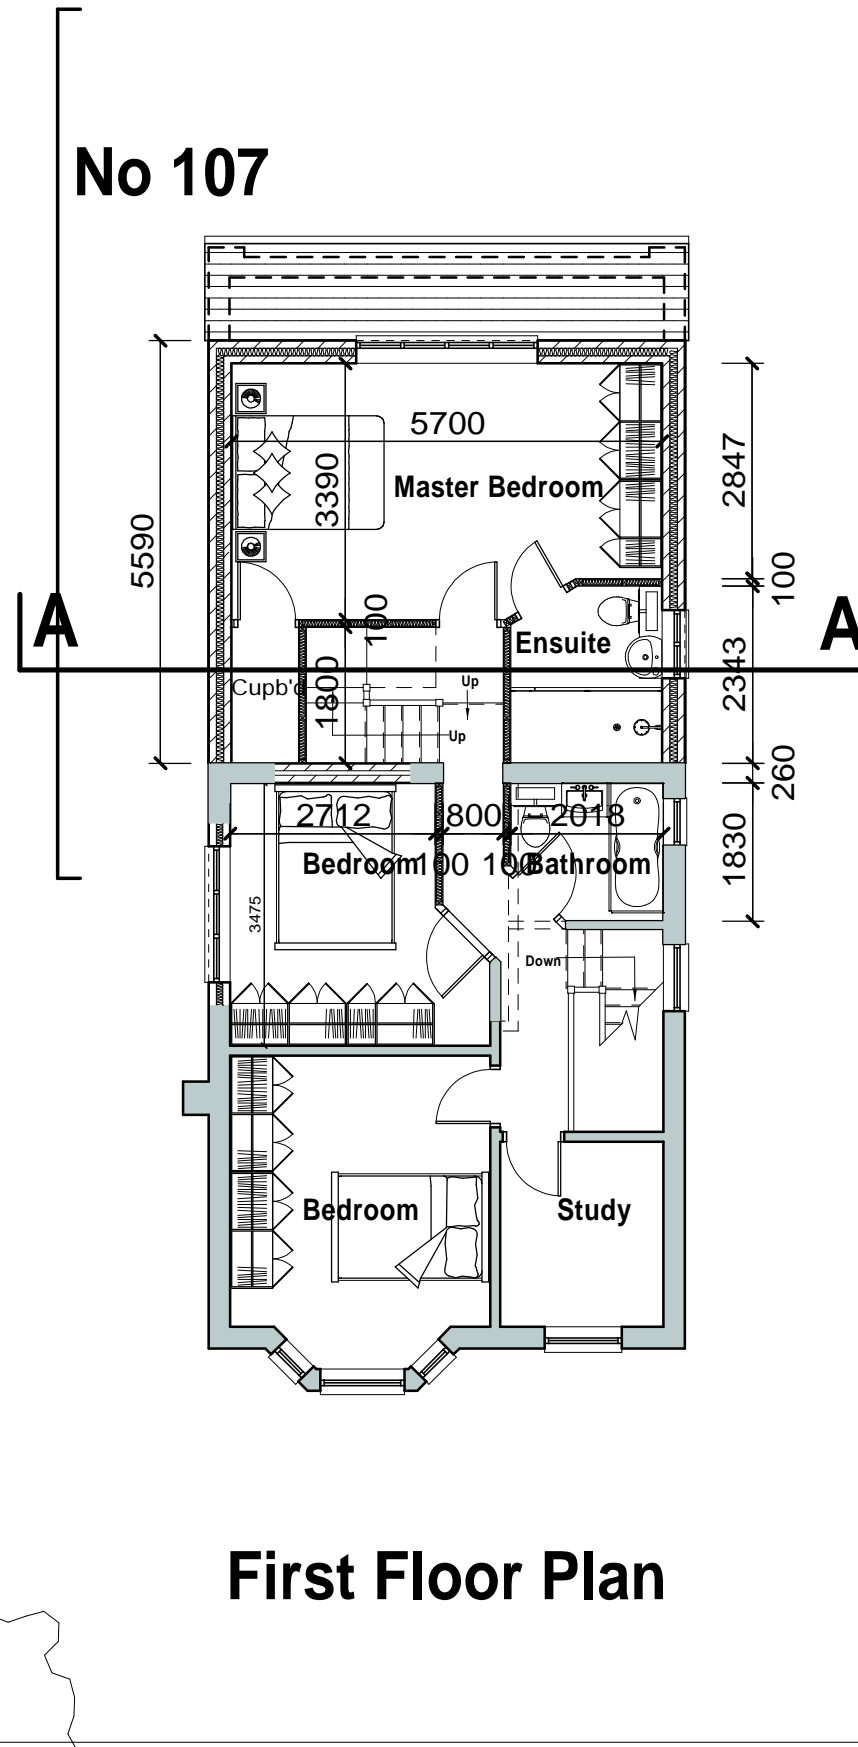 No 107
5700
Master Bedroom
3390
2847
5590
100
100
A
A
Ensuite
2343
Cupb'd
1800
Up
Up
260
2712
800
2018
Bedroom
100
100
Bathroom
1830
3475
Down
Bedroom
Study
First Floor Plan